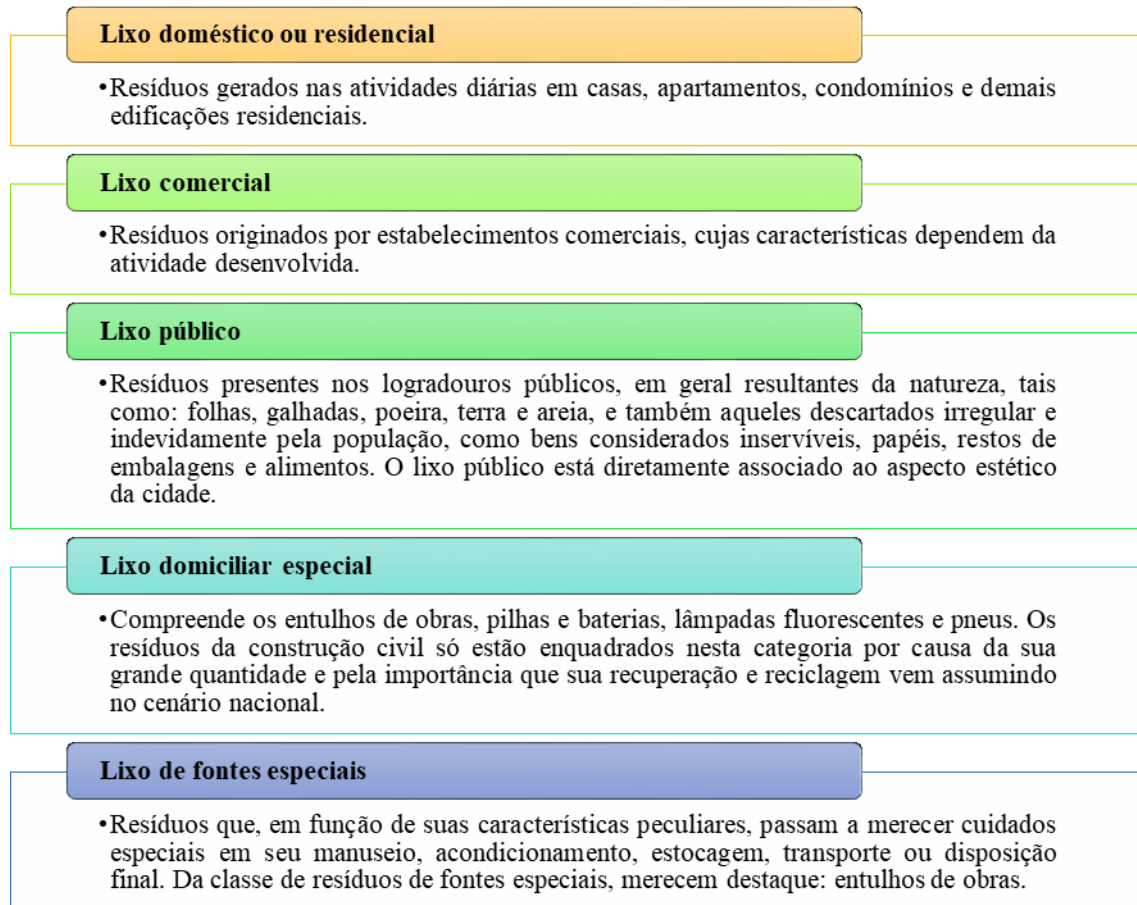 Lixo doméstico ou residencial
•Resíduos gerados nas atividades diárias em casas, apartamentos, condomínios e demais
edificações residenciais.
Lixo comercial
•Resíduos originados por estabelecimentos comerciais, cujas características dependem da
atividade desenvolvida.
Lixo público
•Resíduos presentes nos logradouros públicos, em geral resultantes da natureza, tais
como: folhas, galhadas, poeira, terra e areia, e também aqueles descartados irregular e
indevidamente pela população, como bens considerados inservíveis, papéis, restos de
embalagens e alimentos. O lixo público está diretamente associado ao aspecto estético
da cidade.
Lixo domiciliar especial
•Compreende os entulhos de obras, pilhas e baterias, lâmpadas fluorescentes e pneus. Os
resíduos da construção civil só estão enquadrados nesta categoria por causa da sua
grande quantidade e pela importância que sua recuperação e reciclagem vem assumindo
no cenário nacional.
Lixo de fontes especiais
•Resíduos que, em função de suas características peculiares, passam a merecer cuidados
especiais em seu manuseio, acondicionamento, estocagem, transporte ou disposição
final. Da classe de resíduos de fontes especiais, merecem destaque: entulhos de obras.